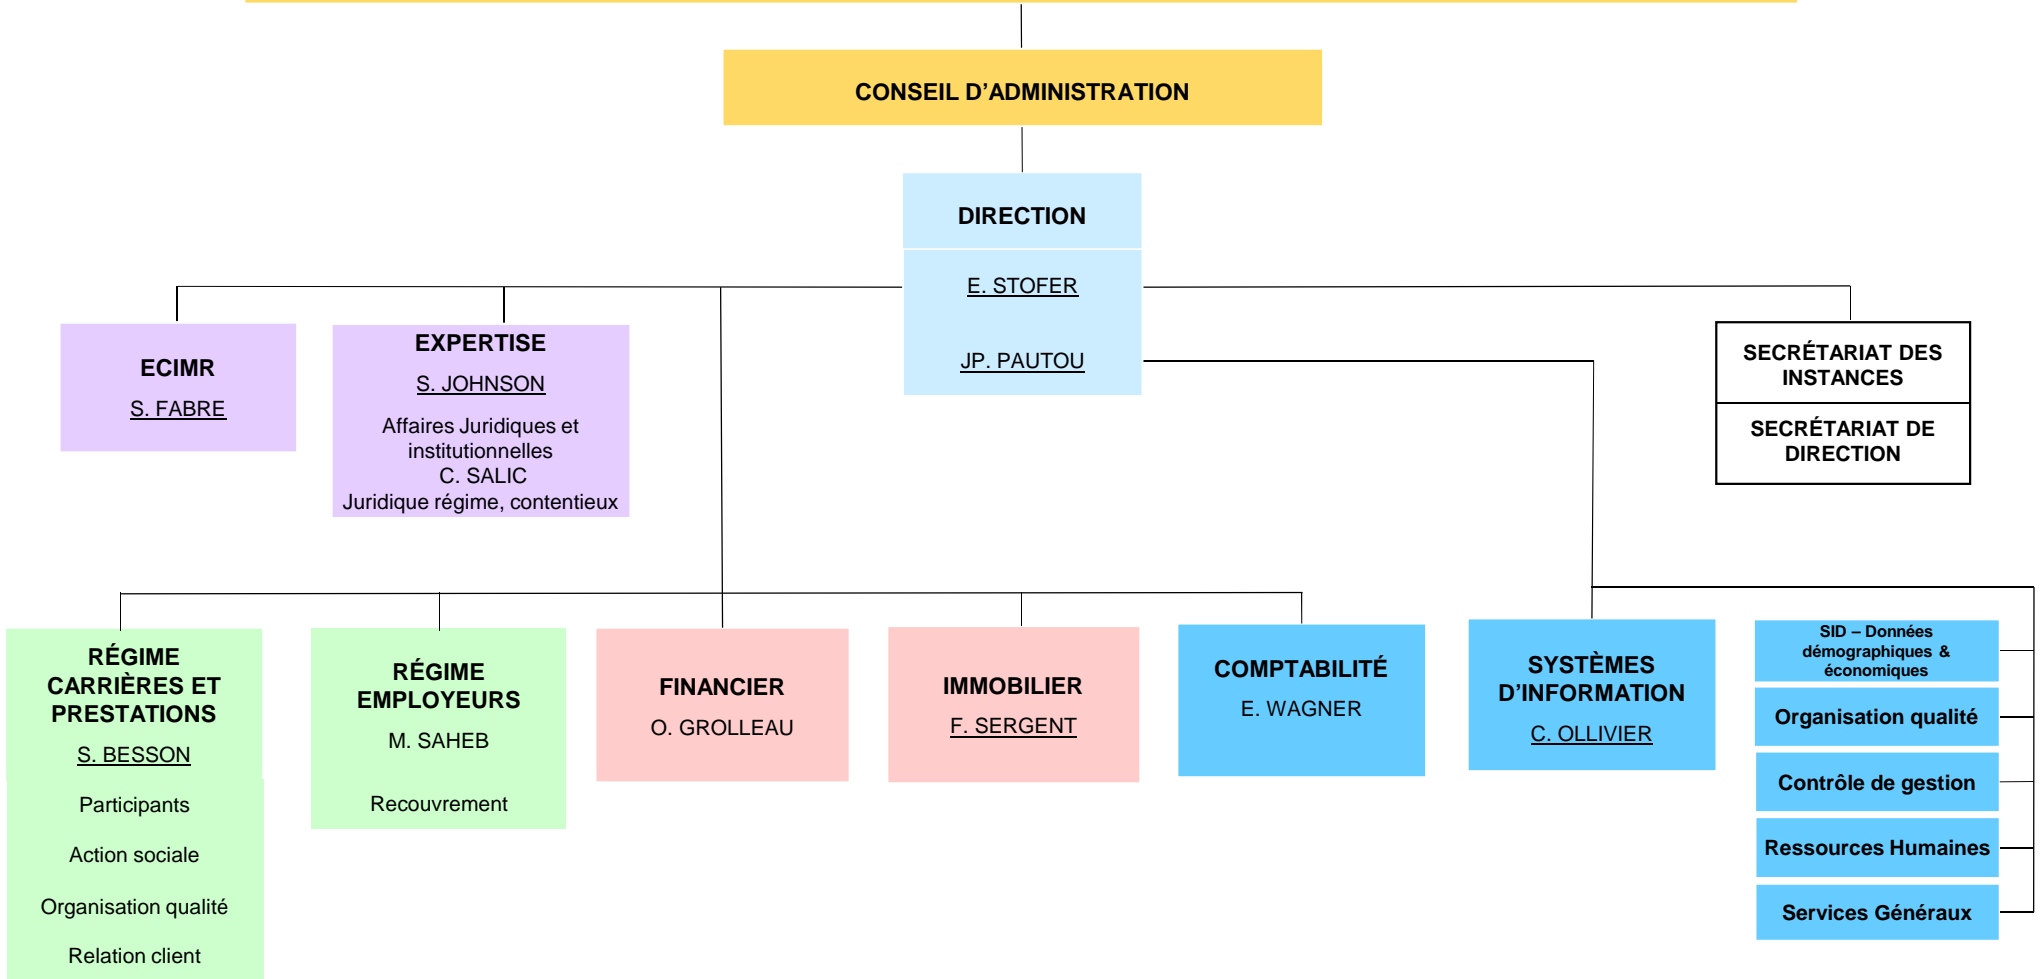 CONSEIL D’ADMINISTRATION
DIRECTION
E. STOFER
JP. PAUTOU
ECIMR
S. FABRE
EXPERTISE
S. JOHNSON
Affaires Juridiques et
institutionnelles
C. SALIC
Juridique régime, contentieux
SECRÉTARIAT DES
INSTANCES
SECRÉTARIAT DE
DIRECTION
RÉGIME
CARRIÈRES ET
PRESTATIONS
S. BESSON
Participants
Action sociale
Organisation qualité
Relation client
RÉGIME
EMPLOYEURS
M. SAHEB
Recouvrement
FINANCIER
O. GROLLEAU
IMMOBILIER
F. SERGENT
COMPTABILITÉ
E. WAGNER
SYSTÈMES
D’INFORMATION
C. OLLIVIER
SID – Données
démographiques &
économiques
Organisation qualité
Contrôle de gestion
Ressources Humaines
Services Généraux